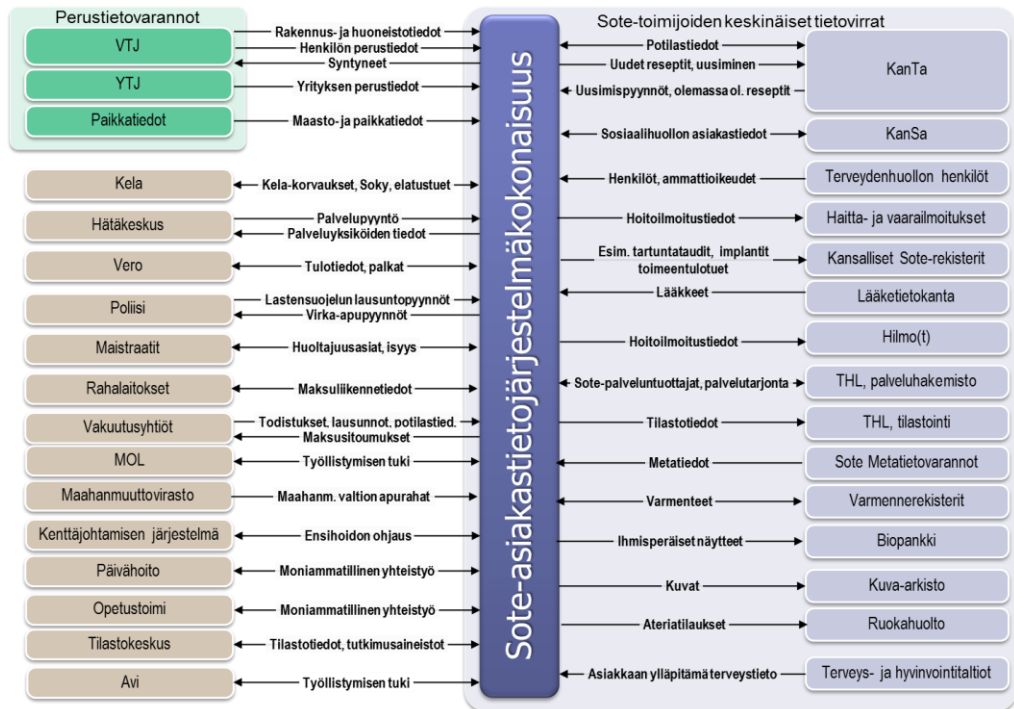 Perustietovarannot
VTJ
Rakennus- ja huoneistotiedot
Henkilön perustiedot
Syntyneet
YTJ
Yrityksen perustiedot
Paikkatiedot
Maasto- ja paikkatiedot
Kela
Kela-korvaukset, Soky, elatustuet
Hätäkeskus
Palvelupyyntö
Palveluyksiköiden tiedot
Vero
Tulotiedot, palkat
Poliisi
Lastensuojelun lausuntopyynnöt
Virka-apupyynnöt
Maistraatit
Huoltajuusasiat, isyys
Rahalaitokset
Maksuliikennetiedot
Vakuutusyhtiöt
Todistukset, lausunnot, potilastied.
Maksusitoumukset
MOL
Työllistymisen tuki
Maahanmuuttovirasto
Maahanm. valtion apurahat
Kenttäjohtamisen järjestelmä
Ensihoidon ohjaus
Päivähoito
Moniammatillinen yhteistyö
Opetustoimi
Moniammatillinen yhteistyö
Tilastokeskus
Tilastotiedot, tutkimusaineistot
Avi
Työllistymisen tuki
Sote-asiakastietojärjestelmäkokonaisuus
Sote-toimijoiden keskinäiset tietovirrat
Potilastiedot
Uudet reseptit, uusiminen
Uusimispyynnöt, olemassa ol. reseptit
KanTa
Sosiaalihuollon asiakastiedot
KanSa
Henkilöt, ammattioikeudet
Terveydenhuollon henkilöt
Hoitoilmoitustiedot
Haitta- ja vaarailmoitukset
Esim. tartuntataudit, implantit
toimeentulotuet
Kansalliset Sote-rekisterit
Lääkkeet
Lääketietokanta
Hoitoilmoitustiedot
Hilmo(t)
Sote-palveluntuottajat, palvelutarjonta
THL, palveluhakemisto
Tilastotiedot
THL, tilastointi
Metatiedot
Sote Metatietovarannot
Varmenteet
Varmennerekisterit
Ihmisperäiset näytteet
Biopankki
Kuvat
Kuva-arkisto
Ateriatilaukset
Ruokahuolto
Asiakkaan ylläpitämä terveystieto
Terveys- ja hyvinvointitaltiot